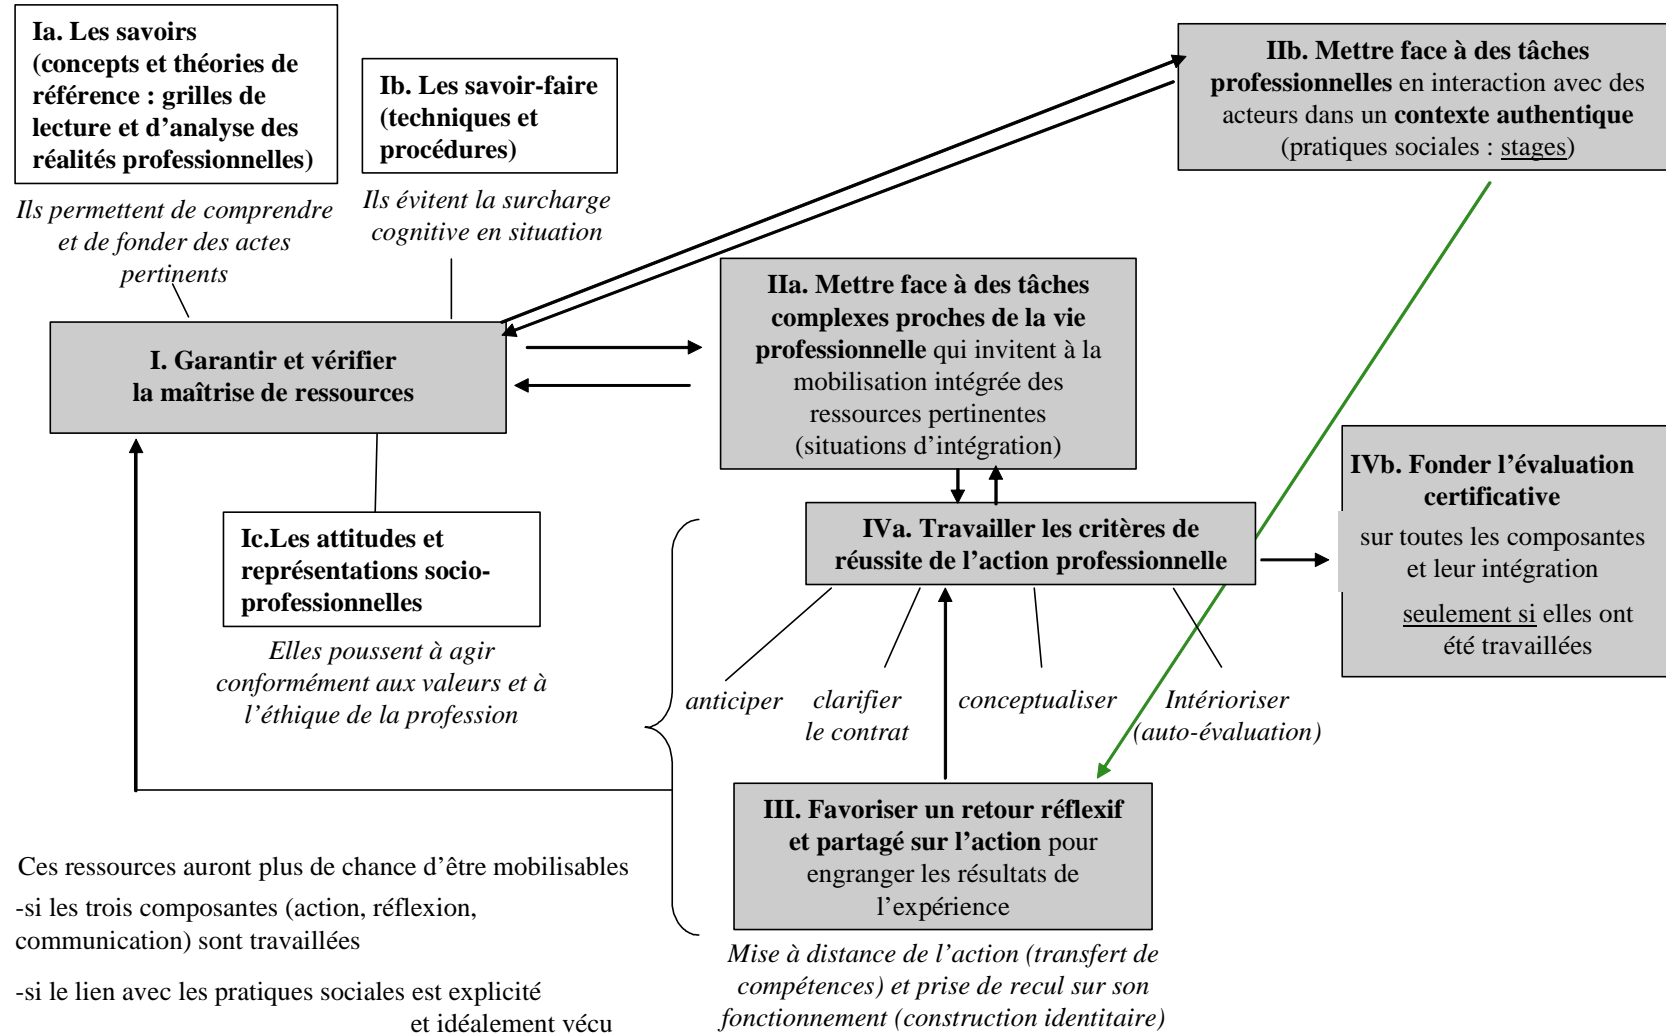 Ia. Les savoirs
(concepts et théories de
référence : grilles de
lecture et d'analyse des
réalités professionnelles)
Ils permettent de comprendre
et de fonder des actes
pertinents
Ib. Les savoir-faire
(techniques et
procédures)
Ils évitent la surcharge
cognitive en situation
IIb. Mettre face à des tâches
professionnelles en interaction avec des
acteurs dans un contexte authentique
(pratiques sociales : stages)
I. Garantir et vérifier
la maîtrise de ressources
IIa. Mettre face à des tâches
complexes proches de la vie
professionnelle qui invitent à la
mobilisation intégrée des
ressources pertinentes
(situations d'intégration)
Ic.Les attitudes et
représentations socio-
professionnelles
Elles poussent à agir
conformément aux valeurs et à
l'éthique de la profession
IVa. Travailler les critères de
réussite de l'action professionnelle
IVb. Fonder l'évaluation
certificative
sur toutes les composantes
et leur intégration
seulement si elles ont
été travaillées
anticiper
clarifier
le contrat
conceptualiser
Intérioriser
(auto-évaluation)
III. Favoriser un retour réflexif
et partagé sur l'action pour
engranger les résultats de
l'expérience
Mise à distance de l'action (transfert de
compétences) et prise de recul sur son
fonctionnement (construction identitaire)
Ces ressources auront plus de chance d'être mobilisables
-si les trois composantes (action, réflexion,
communication) sont travaillées
-si le lien avec les pratiques sociales est explicité
et idéalement vécu